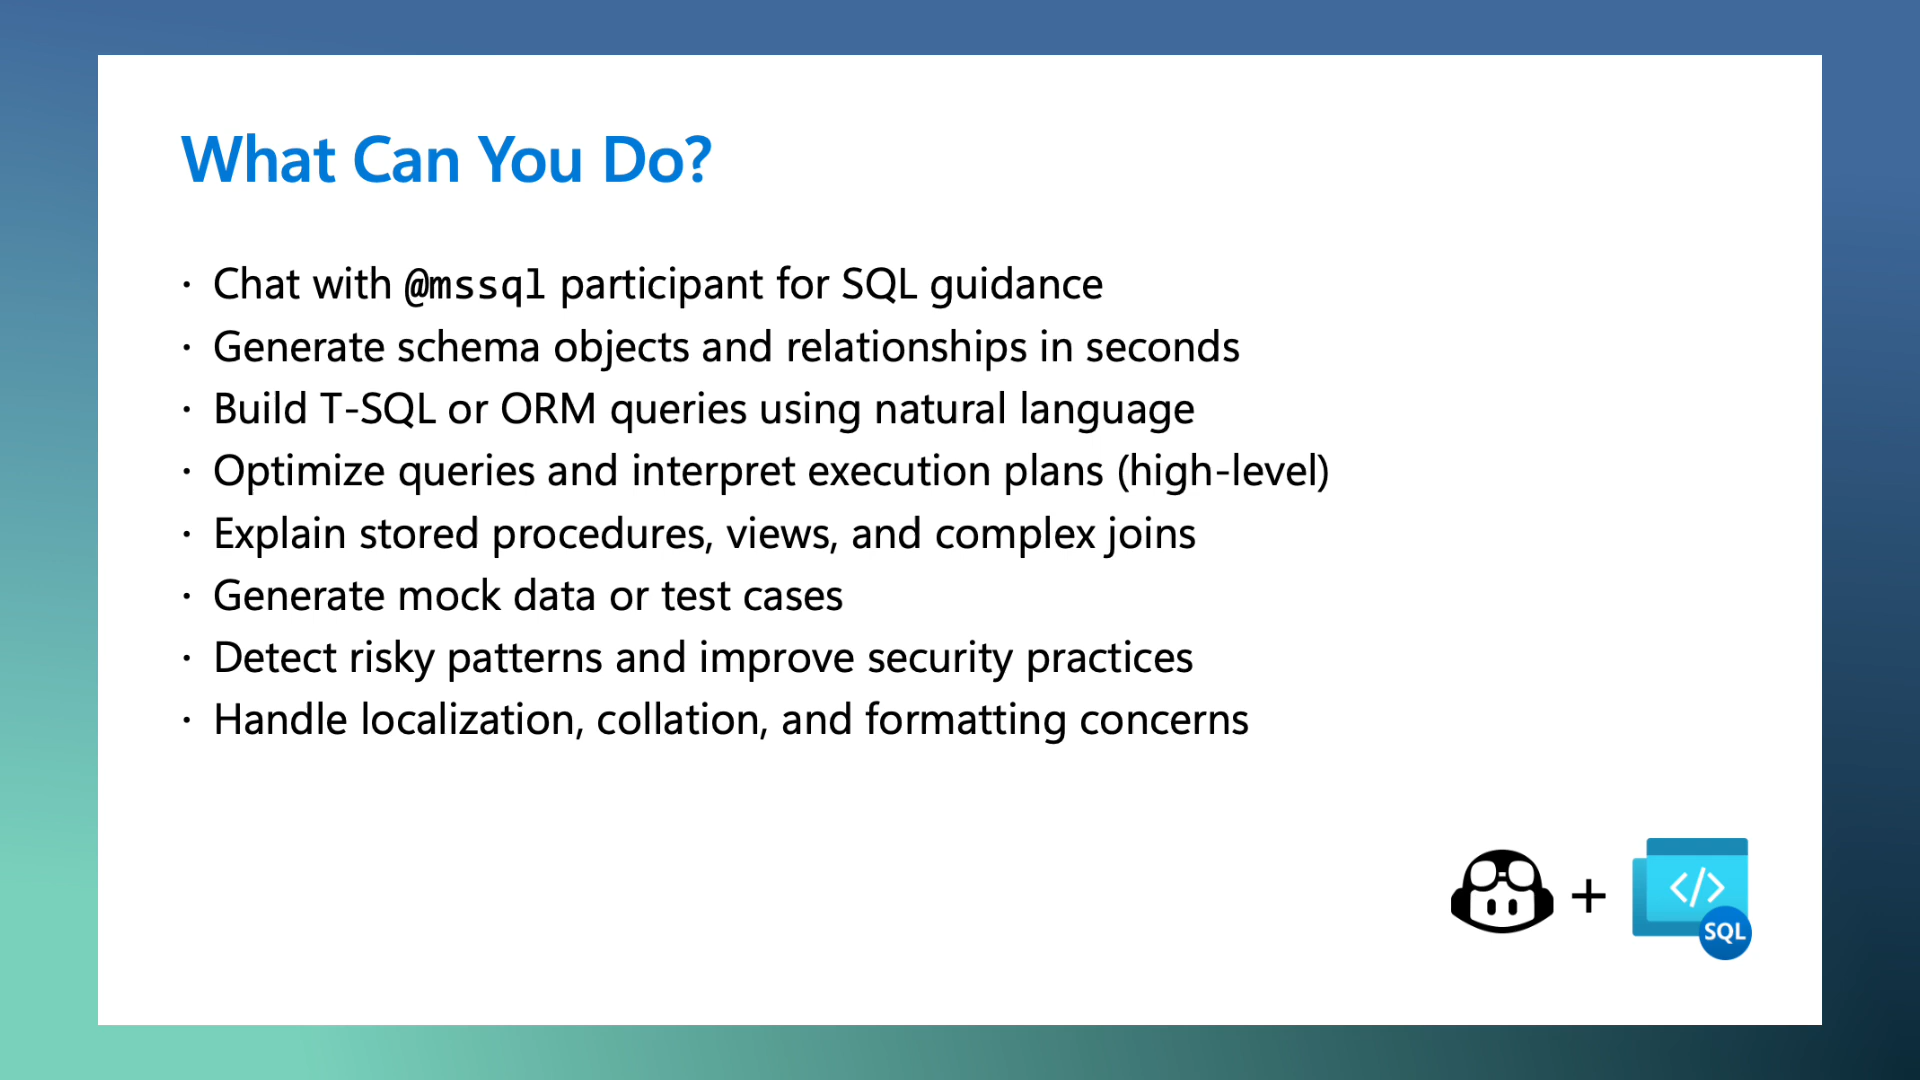 What Can You Do?
· Chat with @mssql participant for SQL guidance
· Generate schema objects and relationships in seconds
· Build T-SQL or ORM queries using natural language
· Optimize queries and interpret execution plans (high-level)
· Explain stored procedures, views, and complex joins
· Generate mock data or test cases
· Detect risky patterns and improve security practices
· Handle localization, collation, and formatting concerns
+
</>
SQL